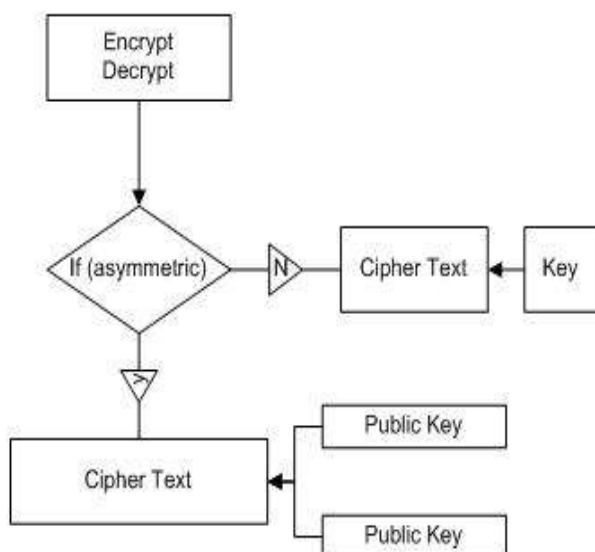 Encrypt
Decrypt
If (asymmetric)
N
Cipher Text
Key
y
Cipher Text
Public Key
Public Key